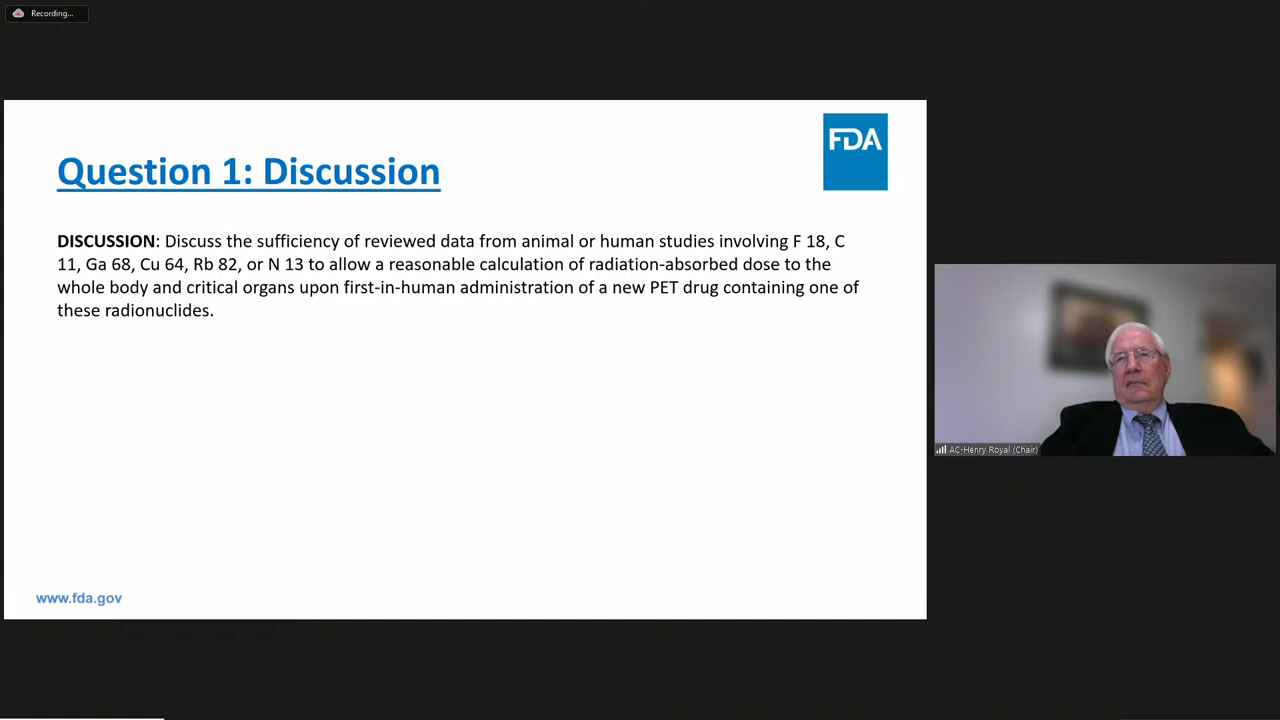 Recording...
FDA
Question 1: Discussion
DISCUSSION: Discuss the sufficiency of reviewed data from animal or human studies involving F 18, C
11, Ga 68, Cu 64, Rb 82, or N 13 to allow a reasonable calculation of radiation-absorbed dose to the
whole body and critical organs upon first-in-human administration of a new PET drug containing one of
these radionuclides.
AC-Henry Royal (Chair)
www.fda.gov